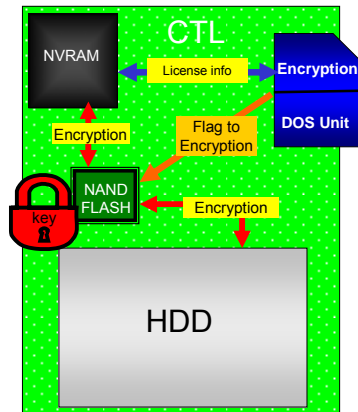 CTL
NVRAM
License info
Encryption
DOS Unit
Encryption
Flag to
Encryption
NAND
FLASH
key
Encryption
HDD